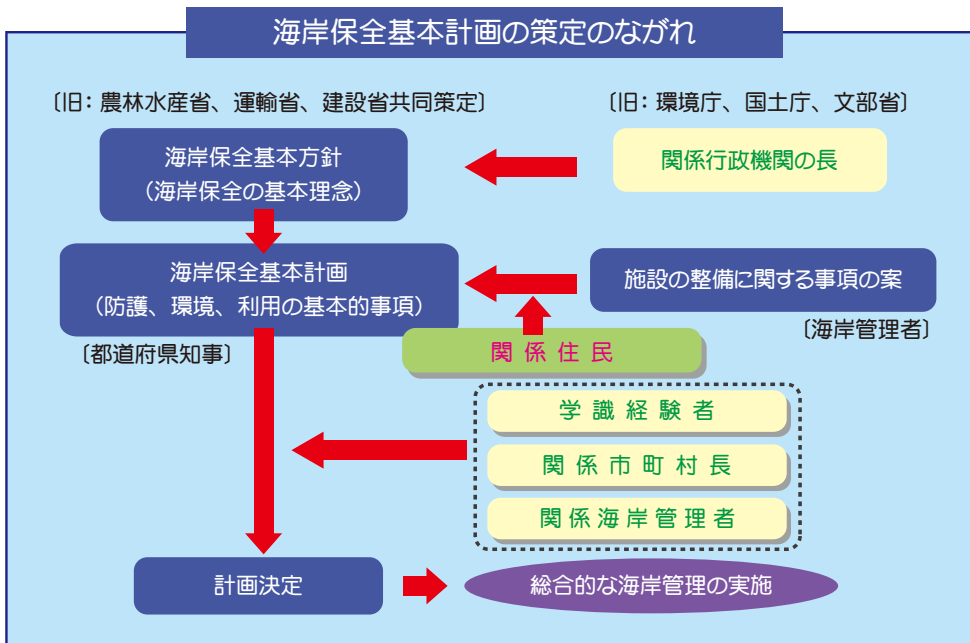 海岸保全基本計画の策定のながれ
〔旧：農林水産省、運輸省、建設省共同策定〕
〔旧：環境庁、国土庁、文部省〕
海岸保全基本方針
（海岸保全の基本理念）
関係行政機関の長
海岸保全基本計画
（防護、環境、利用の基本的事項）
施設の整備に関する事項の案
〔海岸管理者〕
〔都道府県知事〕
関係住民
学識経験者
関係市町村長
関係海岸管理者
計画決定
総合的な海岸管理の実施